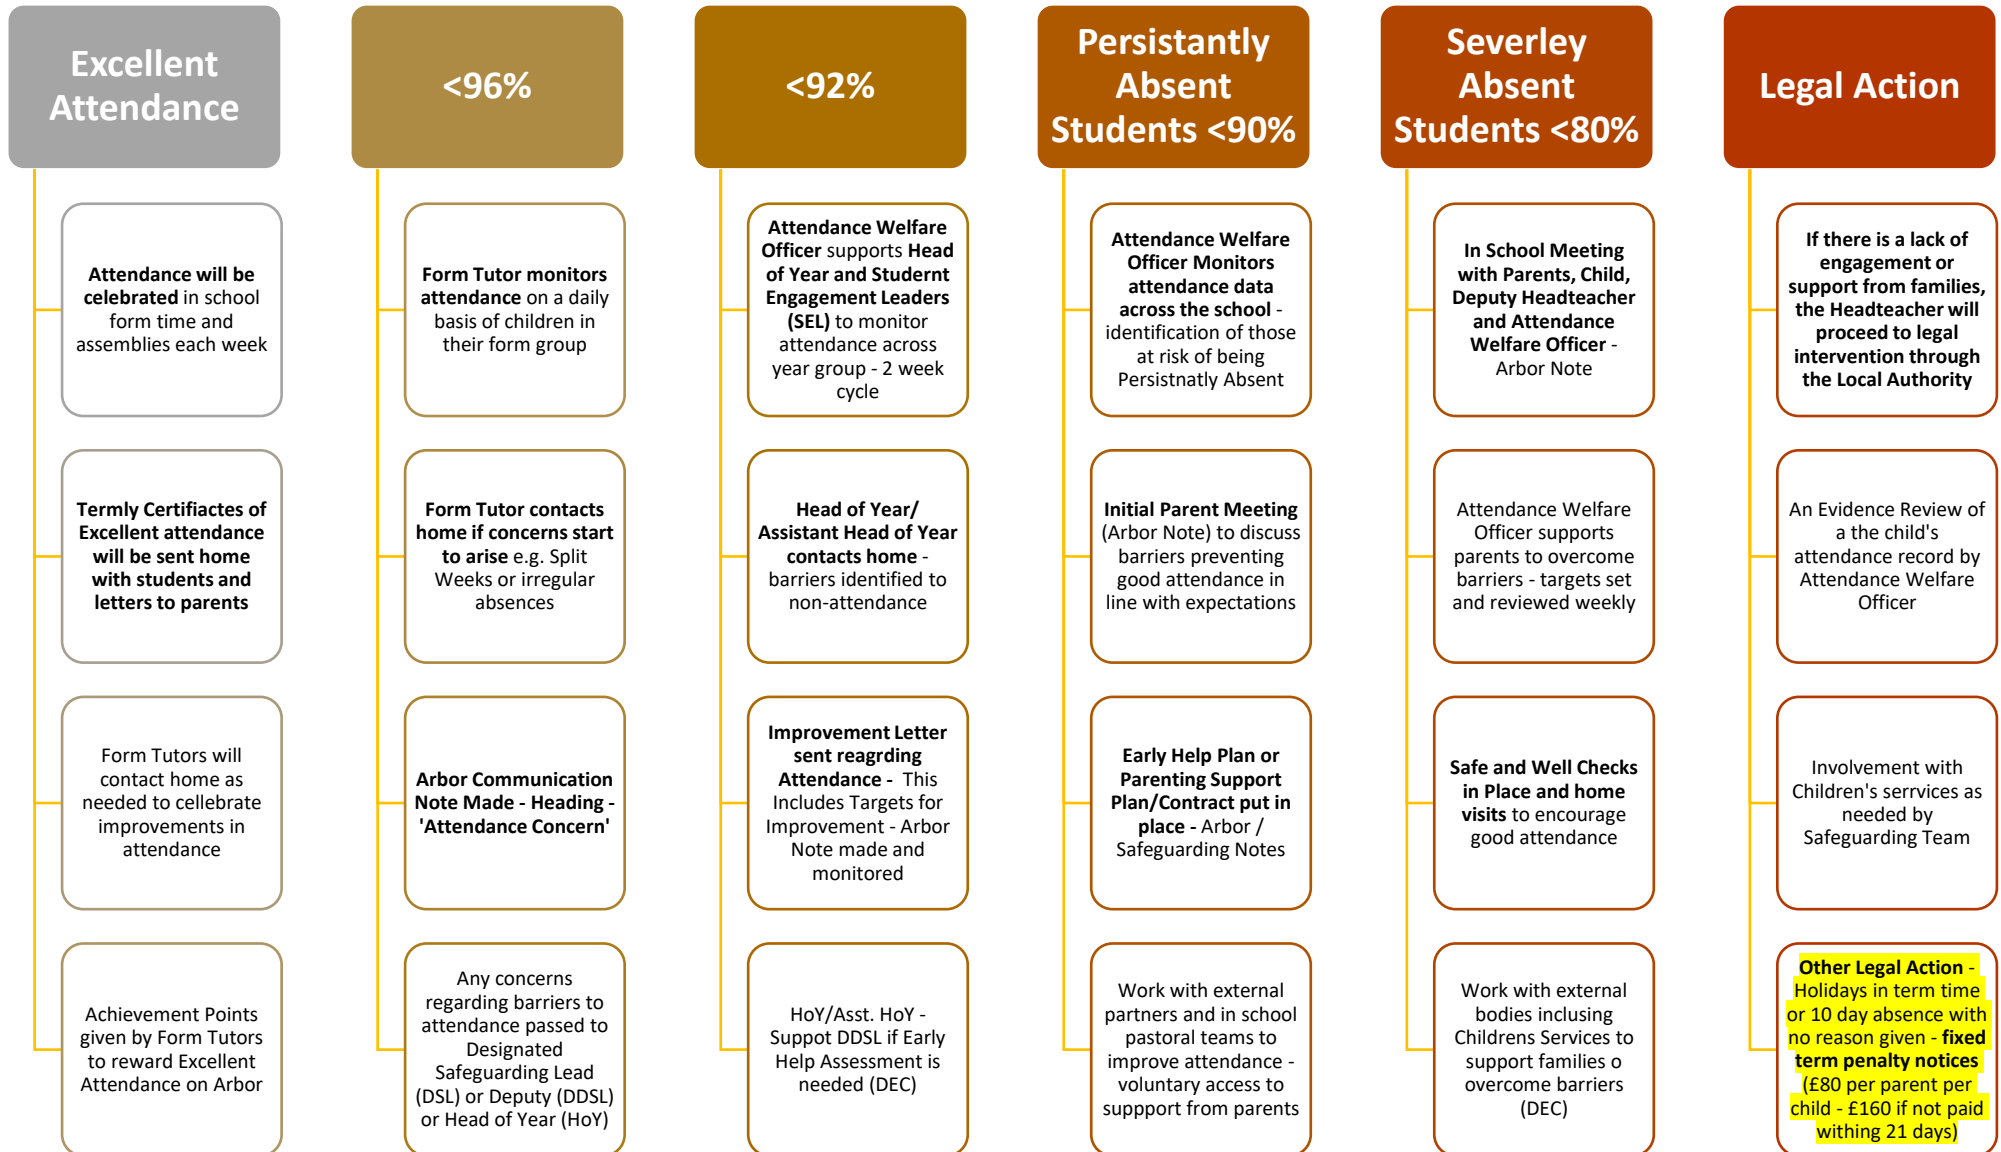 Excellent
Attendance
Attendance will be
celebrated in school
form time and
assemblies each week
Termly Certifiactes of
Excellent attendance
will be sent home
with students and
letters to parents
Form Tutors will
contact home as
needed to cellebrate
improvements in
attendance
Achievement Points
given by Form Tutors
to reward Excellent
Attendance on Arbor
<96%
Form Tutor monitors
attendance on a daily
basis of children in
their form group
Form Tutor contacts
home if concerns start
to arise e.g. Split
Weeks or irregular
absences
Arbor Communication
Note Made - Heading -
'Attendance Concern'
Any concerns
regarding barriers to
attendance passed to
Designated
Safeguarding Lead
(DSL) or Deputy (DDSL)
or Head of Year (HoY)
<92%
Attendance Welfare
Officer supports Head
of Year and Studernt
Engagement Leaders
(SEL) to monitor
attendance across
year group - 2 week
cycle
Head of Year/
Assistant Head of Year
contacts home -
barriers identified to
non-attendance
Improvement Letter
sent reagrding
Attendance - This
Includes Targets for
Improvement - Arbor
Note made and
monitored
HoY/Asst. HoY -
Suppot DDSL if Early
Help Assessment is
needed (DEC)
Persistantly
Absent
Students <90%
Attendance Welfare
Officer Monitors
attendance data
across the school -
identification of those
at risk of being
Persistnatly Absent
Initial Parent Meeting
(Arbor Note) to discuss
barriers preventing
good attendance in
line with expectations
Early Help Plan or
Parenting Support
Plan/Contract put in
place - Arbor /
Safeguarding Notes
Work with external
partners and in school
pastoral teams to
improve attendance -
voluntary access to
suppport from parents
Severley
Absent
Students <80%
In School Meeting
with Parents, Child,
Deputy Headteacher
and Attendance
Welfare Officer -
Arbor Note
Attendance Welfare
Officer supports
parents to overcome
barriers - targets set
and reviewed weekly
Safe and Well Checks
in Place and home
visits to encourage
good attendance
Work with external
bodies inclusing
Childrens Services to
support families o
overcome barriers
(DEC)
Legal Action
If there is a lack of
engagement or
support from families,
the Headteacher will
proceed to legal
intervention through
the Local Authority
An Evidence Review of
a the child's
attendance record by
Attendance Welfare
Officer
Involvement with
Children's serrvices as
needed by
Safeguarding Team
Other Legal Action -
Holidays in term time
or 10 day absence with
no reason given - fixed
term penalty notices
(£80 per parent per
child - £160 if not paid
withing 21 days)